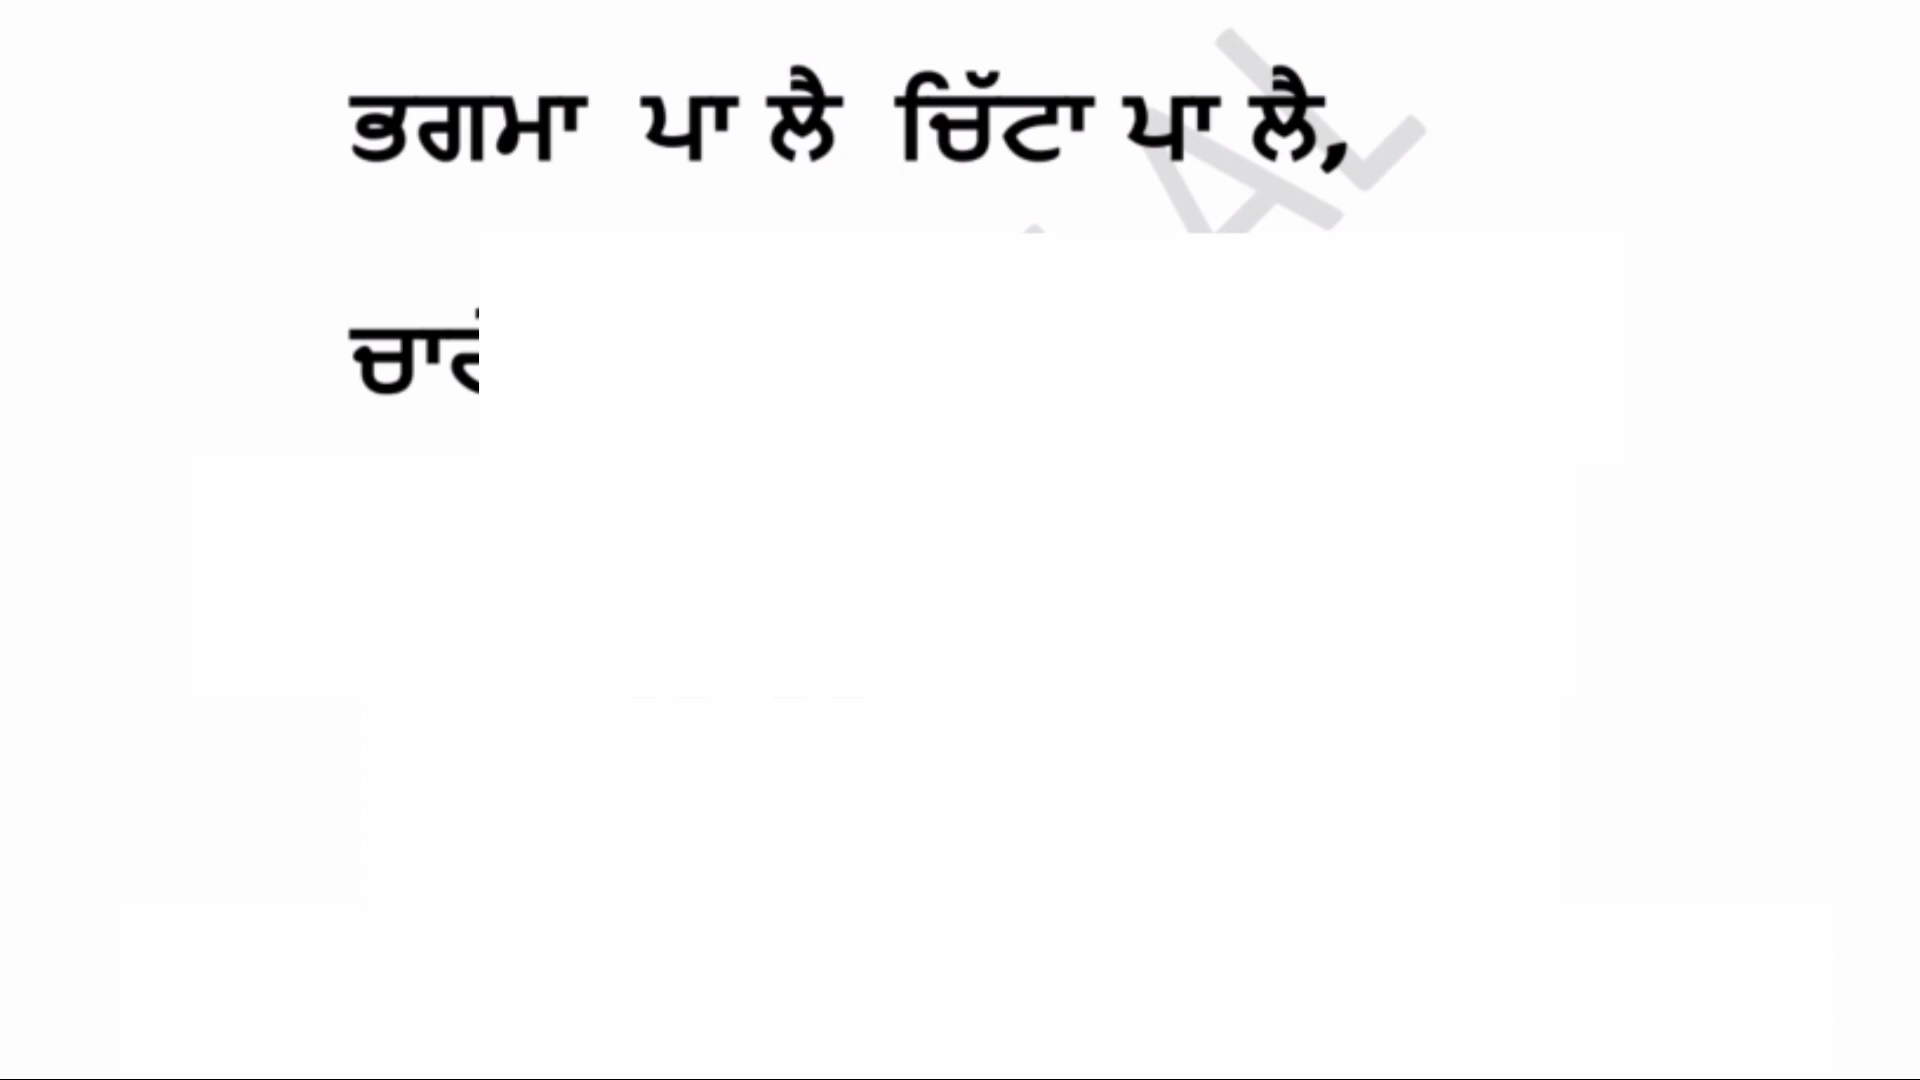 ਭਗਮਾ ਪਾ ਲੈ ਚਿੱਟਾ ਪਾ ਲੈ,